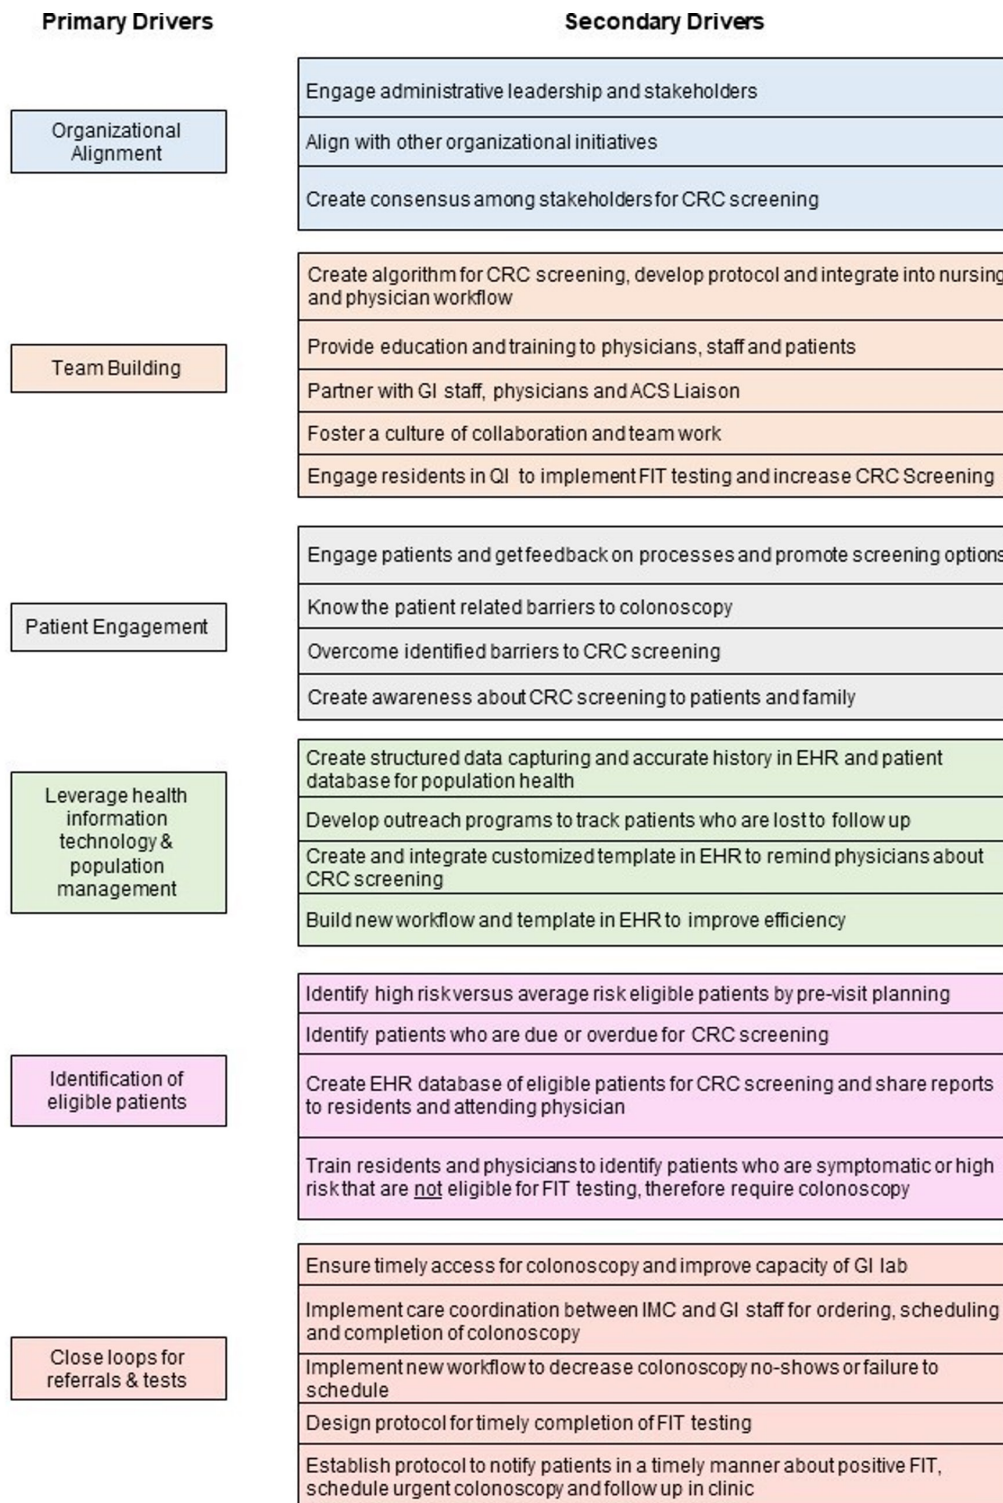 Primary Drivers
Secondary Drivers
Organizational
Alignment
Engage administrative leadership and stakeholders
Align with other organizational initiatives
Create consensus among stakeholders for CRC screening
Team Building
Create algorithm for CRC screening, develop protocol and integrate into nursing
and physician workflow
Provide education and training to physicians, staff and patients
Partner with GI staff, physicians and ACS Liaison
Foster a culture of collaboration and team work
Engage residents in QI to implement FIT testing and increase CRC Screening
Patient Engagement
Engage patients and get feedback on processes and promote screening options
Know the patient related barriers to colonoscopy
Overcome identified barriers to CRC screening
Create awareness about CRC screening to patients and family
Leverage health
information
technology &
population
management
Create structured data capturing and accurate history in EHR and patient
database for population health
Develop outreach programs to track patients who are lost to follow up
Create and integrate customized template in EHR to remind physicians about
CRC screening
Build new workflow and template in EHR to improve efficiency
Identification of
eligible patients
Identify high risk versus average risk eligible patients by pre-visit planning
Identify patients who are due or overdue for CRC screening
Create EHR database of eligible patients for CRC screening and share reports
to residents and attending physician
Train residents and physicians to identify patients who are symptomatic or high
risk that are not eligible for FIT testing, therefore require colonoscopy
Close loops for
referrals & tests
Ensure timely access for colonoscopy and improve capacity of GI lab
Implement care coordination between IMC and GI staff for ordering, scheduling
and completion of colonoscopy
Implement new workflow to decrease colonoscopy no-shows or failure to
schedule
Design protocol for timely completion of FIT testing
Establish protocol to notify patients in a timely manner about positive FIT,
schedule urgent colonoscopy and follow up in clinic